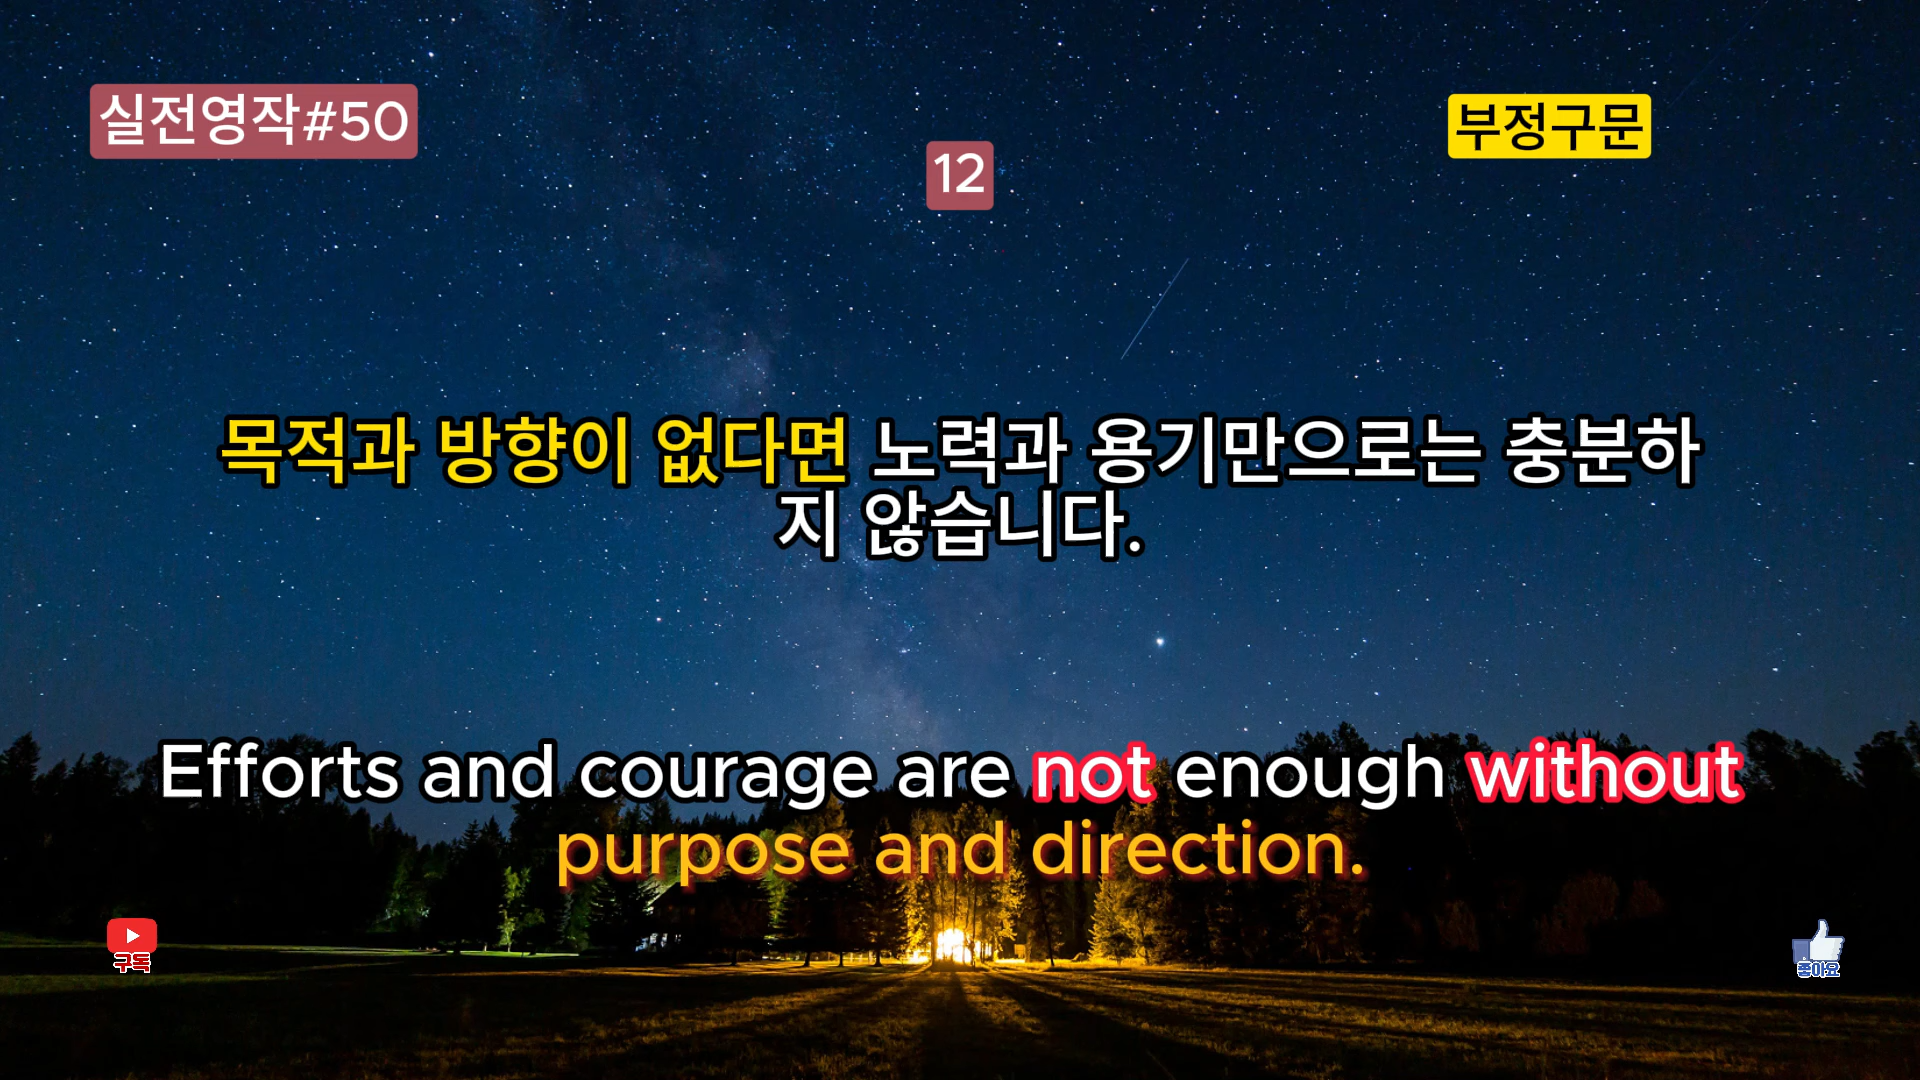 실전영작#50
부정구문
12
목적과 방향이 없다면 노력과 용기만으로는 충분하
지 않습니다.
Efforts and courage are not enough without
purpose and direction.
구독
좋아요